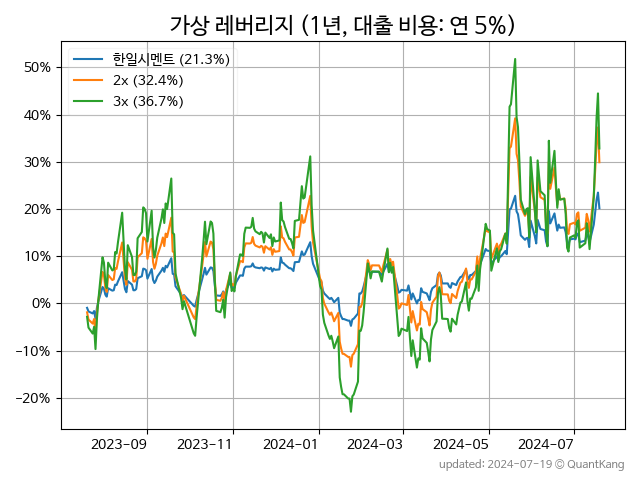 가상 레버리지 (1년, 대출 비용: 연 5%)
한일시멘트 (21.3%)
2x (32.4%)
3x (36.7%)
50%
40%
30%
20%
10%
0%
−10%
−20%
2023-09
2023-11
2024-01
2024-03
2024-05
2024-07
updated: 2024-07-19 © QuantKang